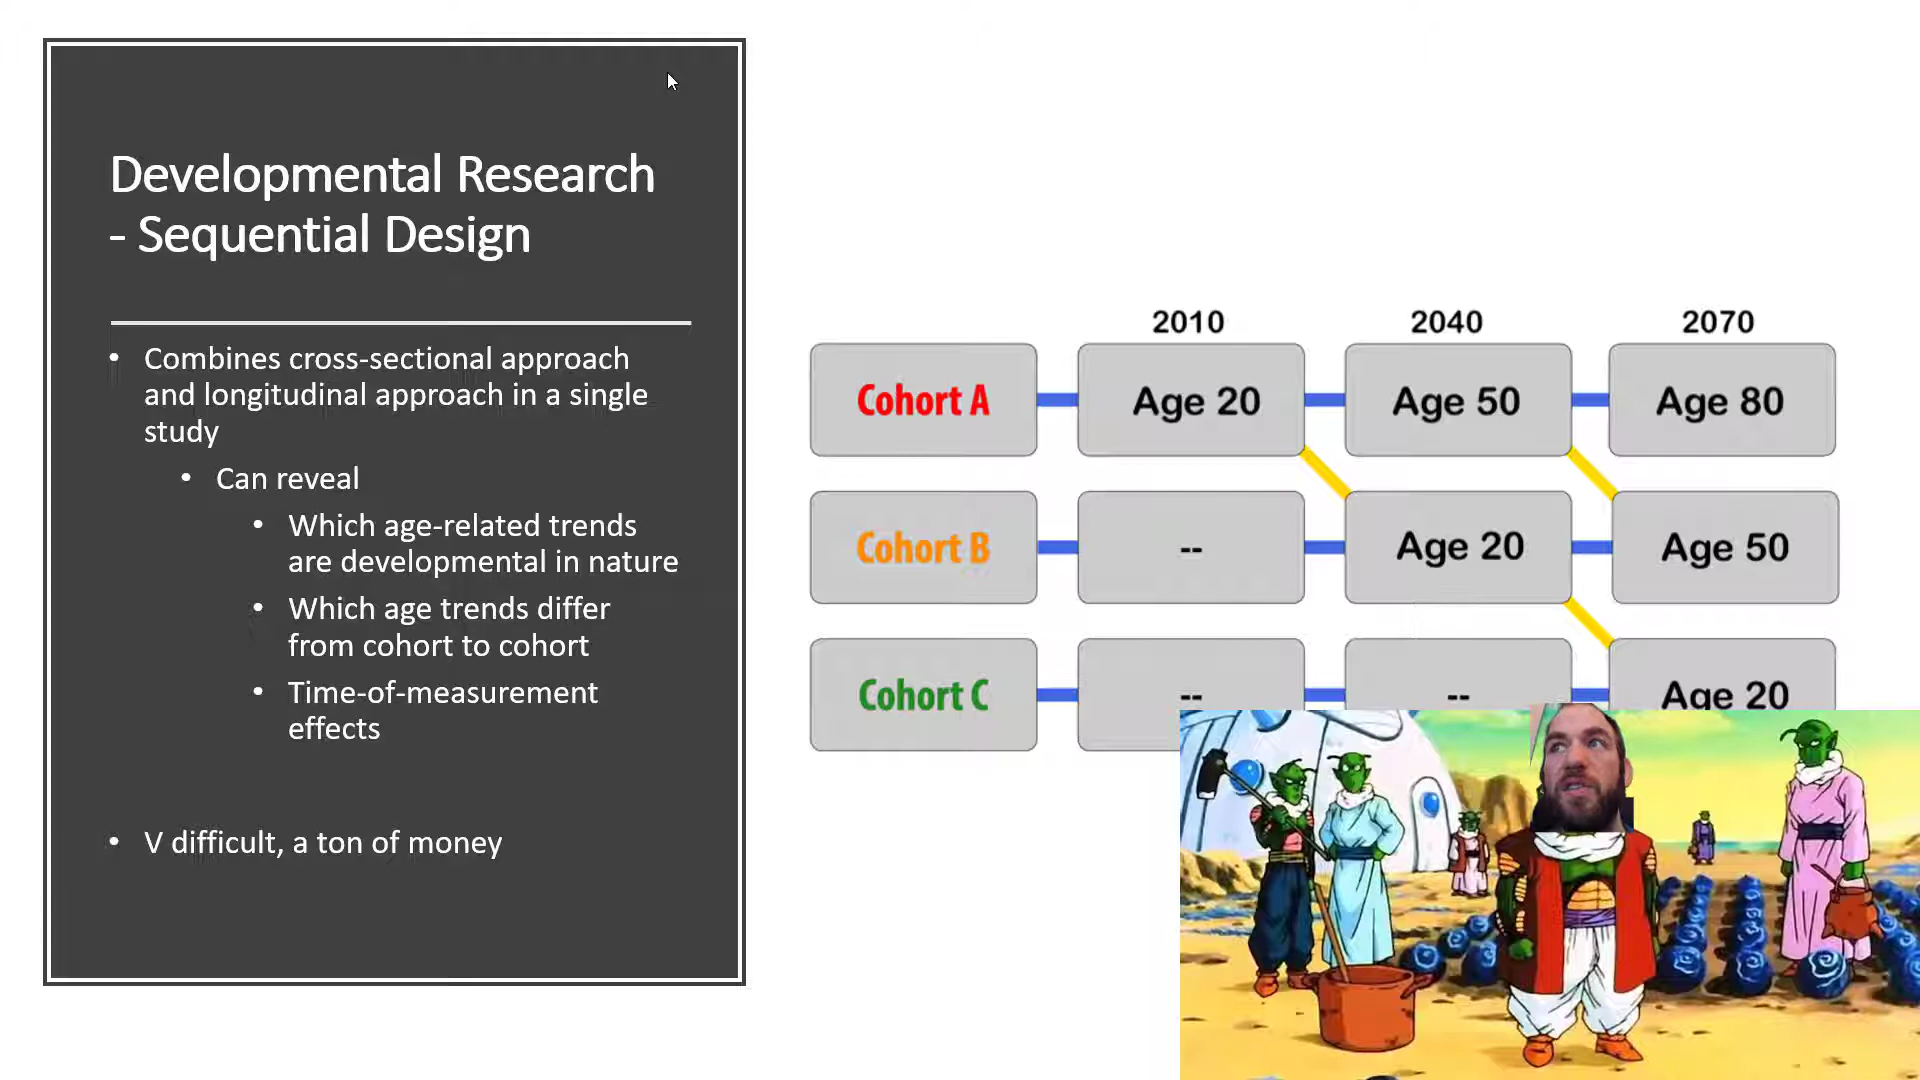 Developmental Research
- Sequential Design
• Combines cross-sectional approach
and longitudinal approach in a single
study
• Can reveal
• Which age-related trends
are developmental in nature
• Which age trends differ
from cohort to cohort
• Time-of-measurement
effects
• V difficult, a ton of money
2010 2040 2070
Cohort A Age 20 Age 50 Age 80
Cohort B -- Age 20 Age 50
Cohort C -- -- Age 20